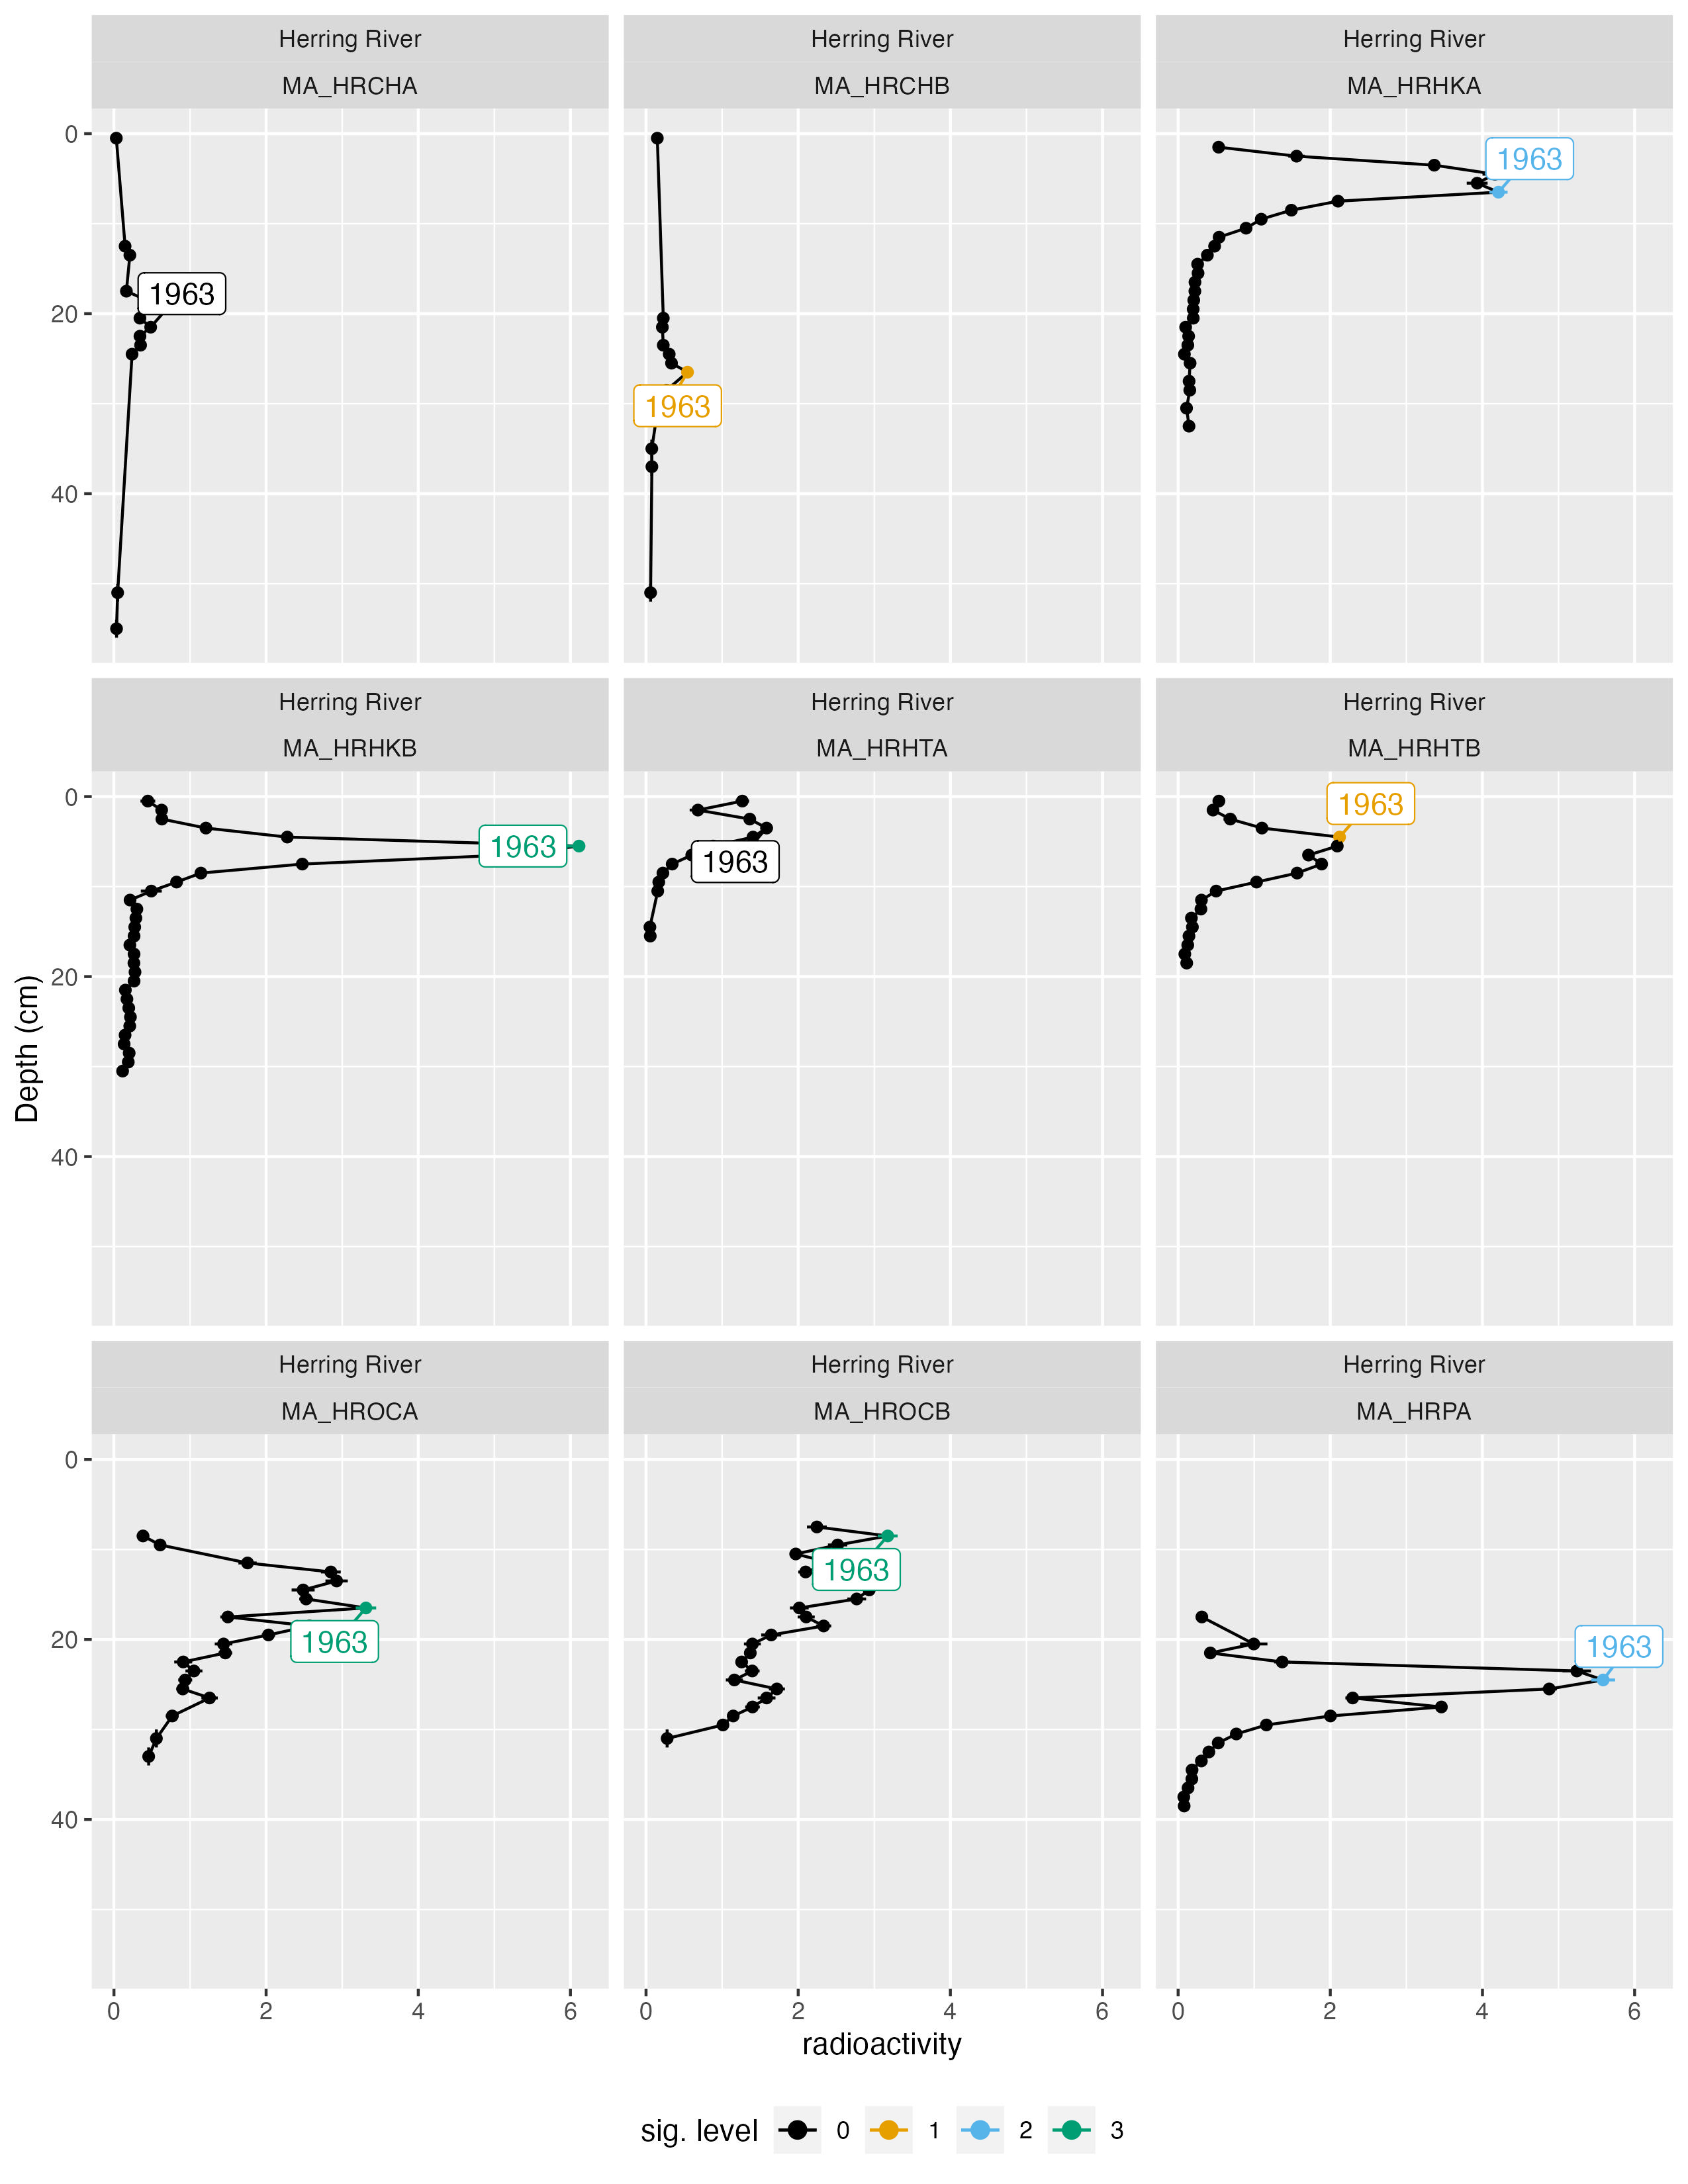 Herring River
MA_HRCHA
Herring River
MA_HRCHB
Herring River
MA_HRHKA
0
20
40
1963
1963
1963
Herring River
MA_HRHKB
Herring River
MA_HRHTA
Herring River
MA_HRHTB
0
20
40
1963
1963
1963
Depth (cm)
Herring River
MA_HROCA
Herring River
MA_HROCB
Herring River
MA_HRPA
0
20
40
1963
1963
1963
0 2 4 6
0 2 4 6
0 2 4 6
radioactivity
sig. level 0 1 2 3